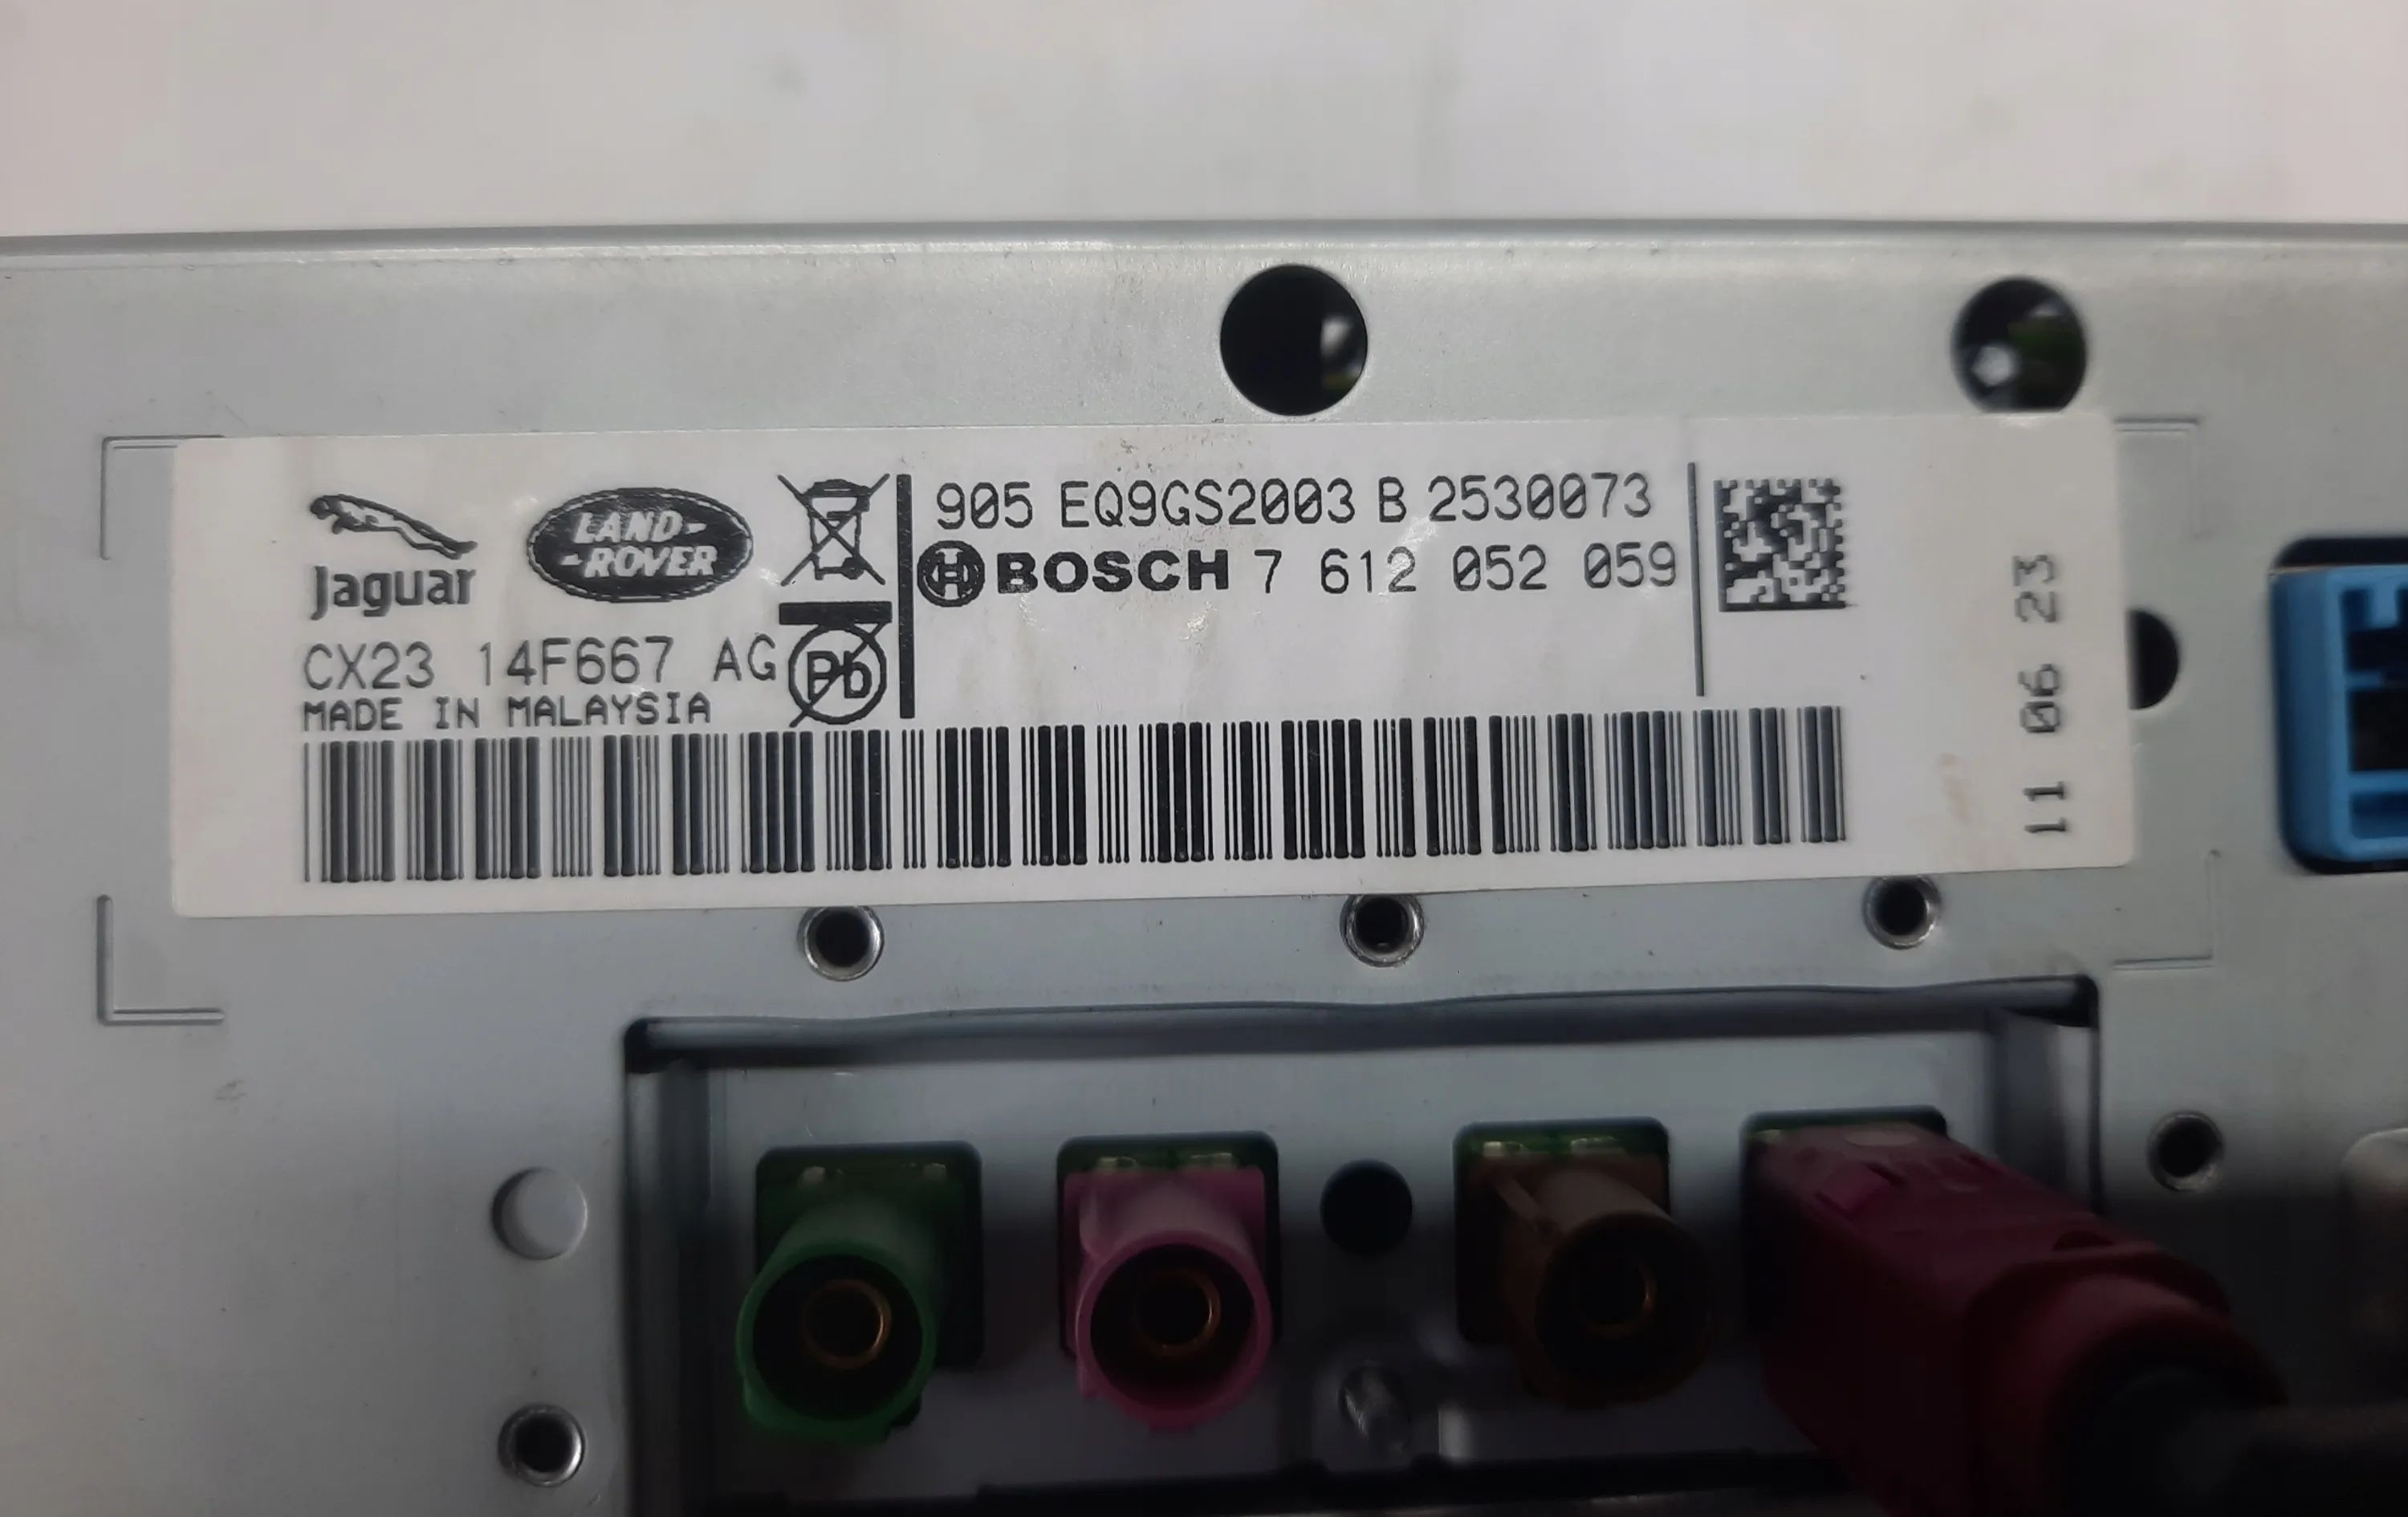 Jaguar
LAND-
-ROVER
CX23 14F667 AG
MADE IN MALAYSIA
Pb
905 EQ9GS2003 B 2530073
BOSCH 7 612 052 059
11 06 23